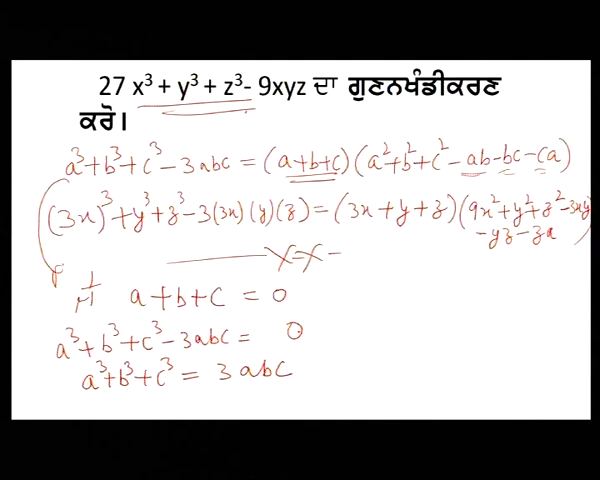 27 x³ + y³ + z³- 9xyz ਦਾ ਗੁਣਨਖੰਡੀਕਰਣ
ਕਰੋ।
a³+b³+c³-3abc = (a+b+c)(a²+b²+c²-ab-bc-ca)
(3x)³+y³+z³-3(3x)(y)(z) = (3x+y+z)(9x²+y²+z²-3xy
-yz-3x)
a+b+c = 0
a³+b³+c³-3abc = 0
a³+b³+c³ = 3abc